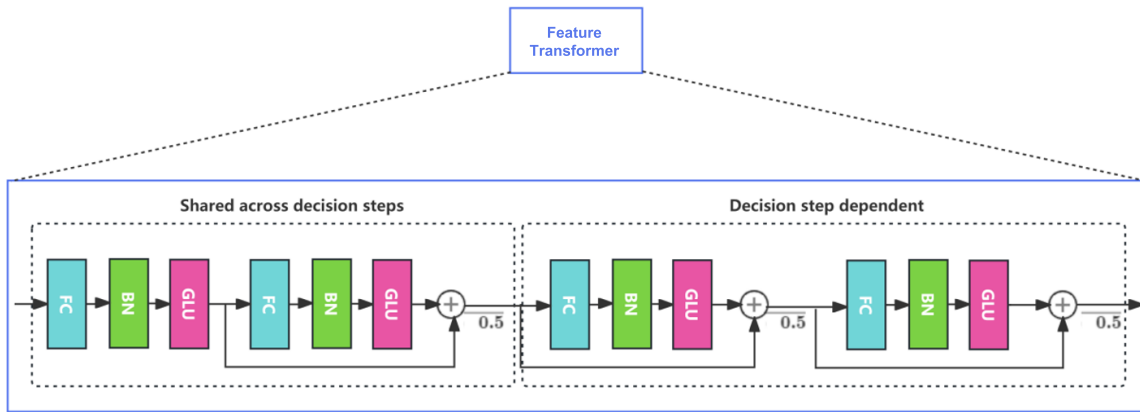 Feature
Transformer
Shared across decision steps
Decision step dependent
FC
BN
GLU
FC
BN
GLU
0.5
FC
BN
GLU
0.5
FC
BN
GLU
0.5